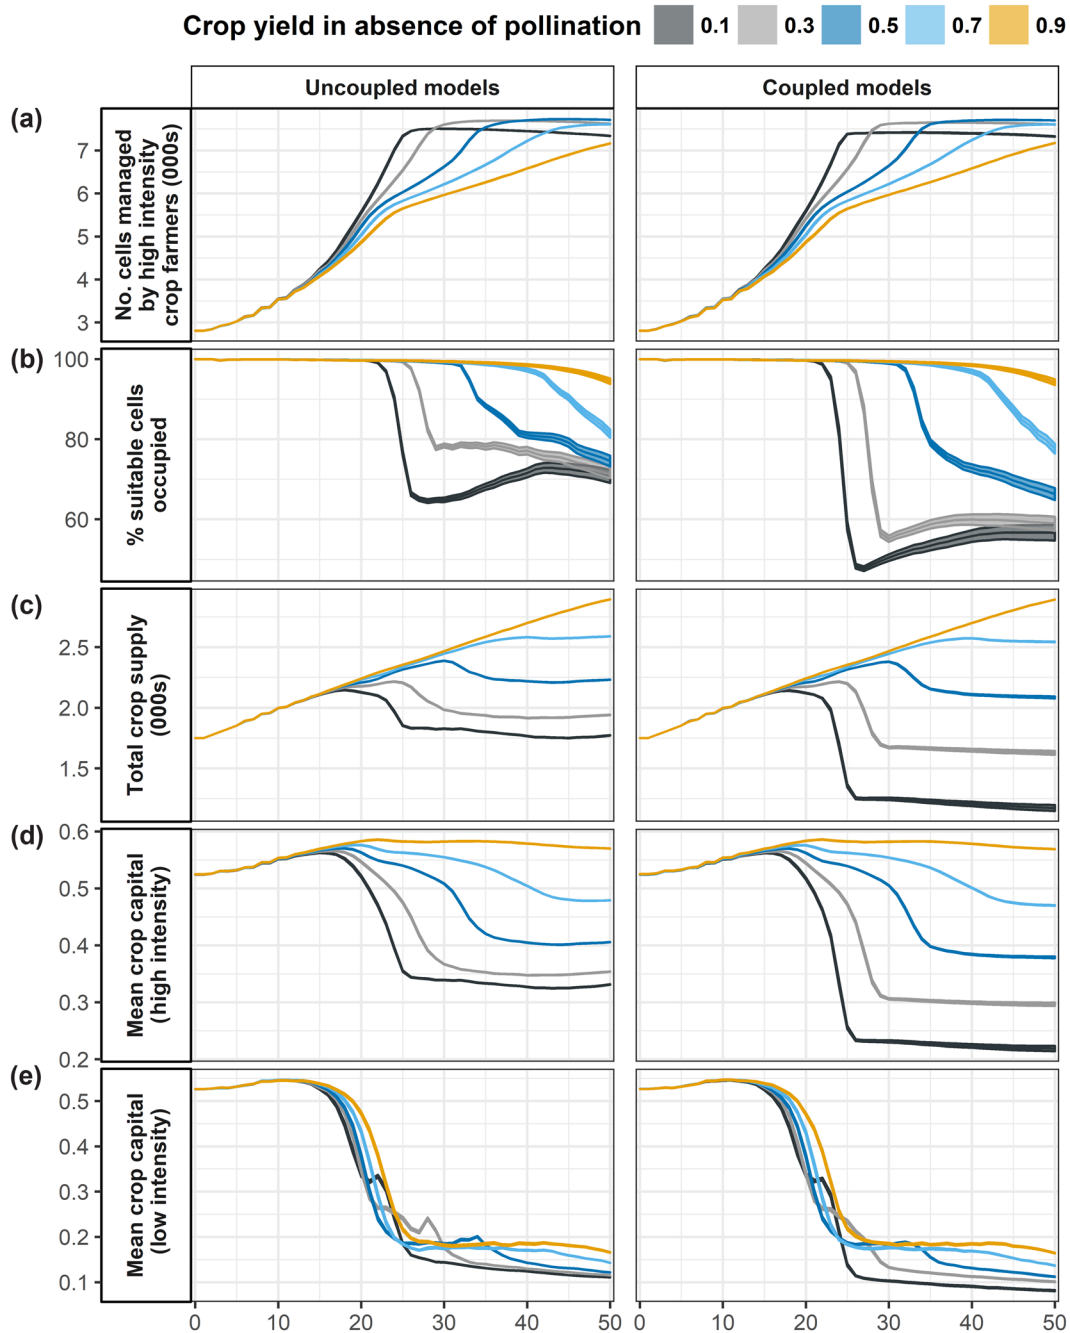 Crop yield in absence of pollination 0.1 0.3 0.5 0.7 0.9
Uncoupled models Coupled models
(a)
No. cells managed
by high intensity
crop farmers (000s)
7
6
5
4
3
(b)
% suitable cells
occupied
100
80
60
(c)
Total crop supply
(000s)
2.5
2.0
1.5
(d)
Mean crop capital
(high intensity)
0.6
0.5
0.4
0.3
0.2
(e)
Mean crop capital
(low intensity)
0.5
0.4
0.3
0.2
0.1
0 10 20 30 40 50 0 10 20 30 40 50